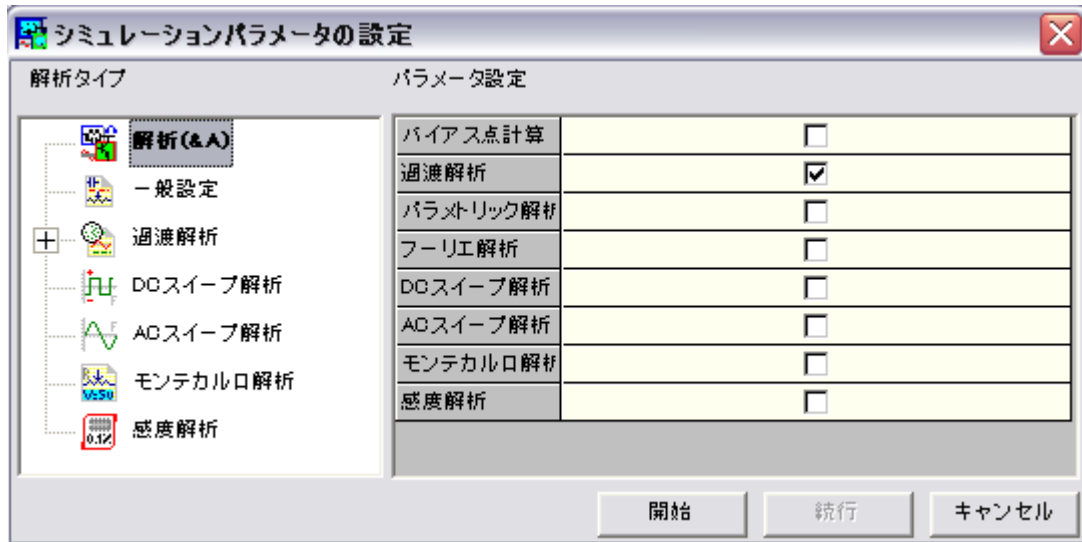 シミュレーションパラメータの設定
解析タイプ
パラメータ設定
解析(&A)
一般設定
過渡解析
DCスイープ解析
ACスイープ解析
モンテカルロ解析
感度解析
バイアス点計算
過渡解析
パラメトリック解析
フーリエ解析
DCスイープ解析
ACスイープ解析
モンテカルロ解析
感度解析
開始
続行
キャンセル